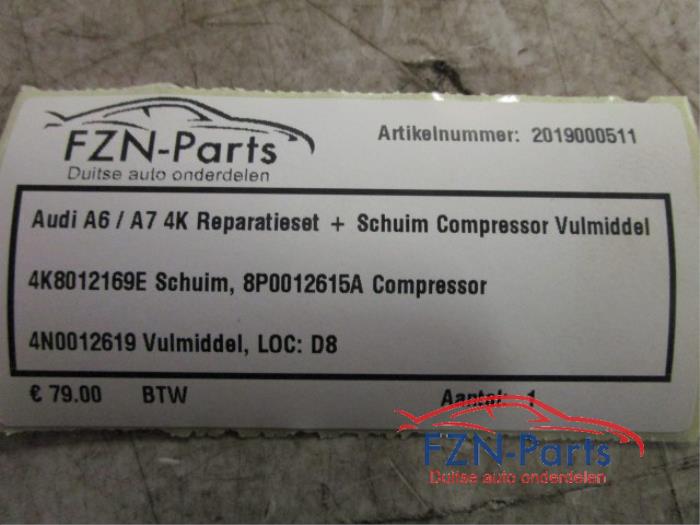 FZN-Parts
Duitse auto onderdelen
Artikelnummer: 2019000511
Audi A6 / A7 4K Reparatieset + Schuim Compressor Vulmiddel
4K8012169E Schuim, 8P0012615A Compressor
4N0012619 Vulmiddel, LOC: D8
€ 79.00 BTW Aantal: 1
FZN-Parts
Duitse auto onderdelen